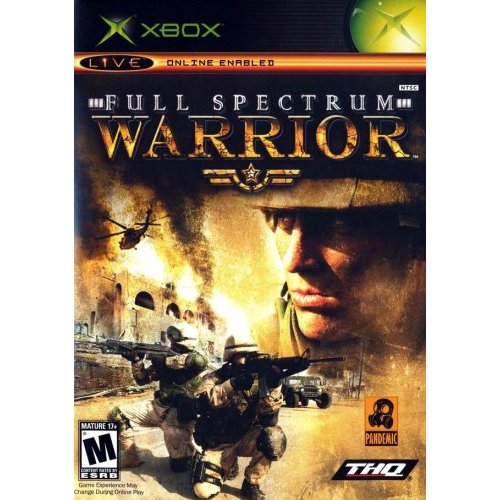 XBOX
LIVE ONLINE ENABLED
NTSC
FULL SPECTRUM
WARRIOR
TM
MATURE 17+
M
CONTENT RATED BY
ESRB
Game Experience May
Change During Online Play
PANDEMIC
THQ